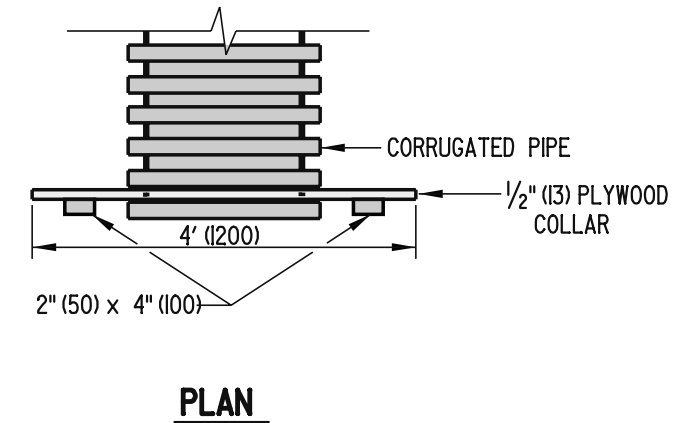 CORRUGATED PIPE
1/2" (13) PLYWOOD
COLLAR
4' (1200)
2" (50) x 4" (100)
PLAN